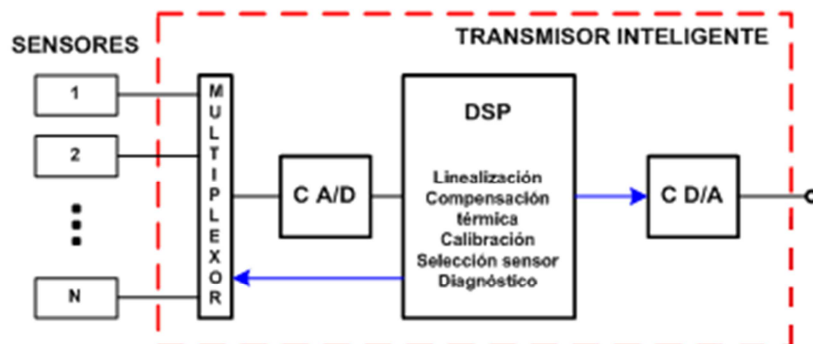 SENSORES
TRANSMISOR INTELIGENTE
1
2
N
MULTIPLEXOR
C A/D
DSP
Linealización
Compensación
térmica
Calibración
Selección sensor
Diagnóstico
C D/A